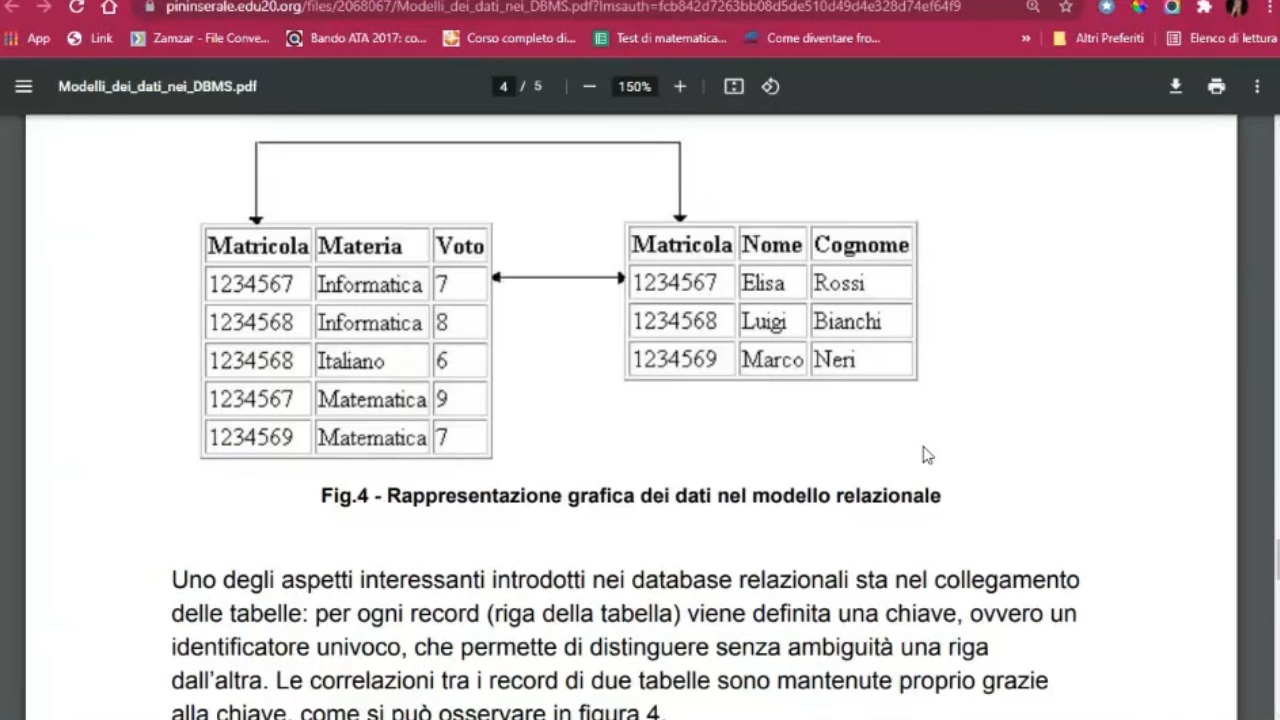 pininserale.edu20.org/files/2068067/Modelli_dei_dati_nei_DBMS.pdf?lmsauth=fcb842d7263bb08d5de510d49d4e328d74ef64f9
App Link Zamzar - File Conve... Bando ATA 2017: co... Corso completo di... Test di matematica... Come diventare fro... » Altri Preferiti Elenco di lettura
Modelli_dei_dati_nei_DBMS.pdf 4 / 5 150%
Matricola Materia Voto
1234567 Informatica 7
1234568 Informatica 8
1234568 Italiano 6
1234567 Matematica 9
1234569 Matematica 7
Matricola Nome Cognome
1234567 Elisa Rossi
1234568 Luigi Bianchi
1234569 Marco Neri
Fig.4 - Rappresentazione grafica dei dati nel modello relazionale
Uno degli aspetti interessanti introdotti nei database relazionali sta nel collegamento
delle tabelle: per ogni record (riga della tabella) viene definita una chiave, ovvero un
identificatore univoco, che permette di distinguere senza ambiguità una riga
dall'altra. Le correlazioni tra i record di due tabelle sono mantenute proprio grazie
alla chiave, come si può osservare in figura 4.